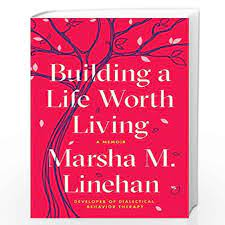 Building a
Life Worth
Living
A MEMOIR
Marsha M.
Linehan
DEVELOPER OF DIALECTICAL
BEHAVIOR THERAPY